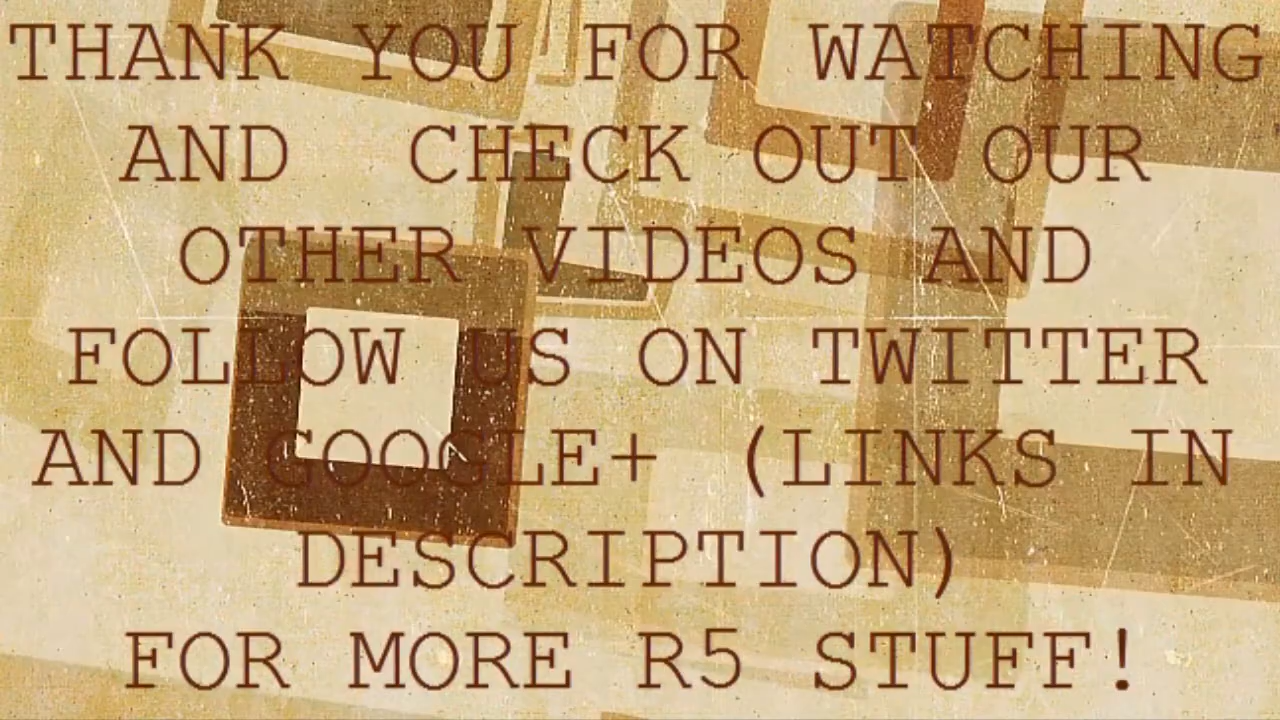 THANK YOU FOR WATCHING
AND CHECK OUT OUR
OTHER VIDEOS AND
FOLLOW US ON TWITTER
AND GOOGLE+ (LINKS IN
DESCRIPTION)
FOR MORE R5 STUFF!